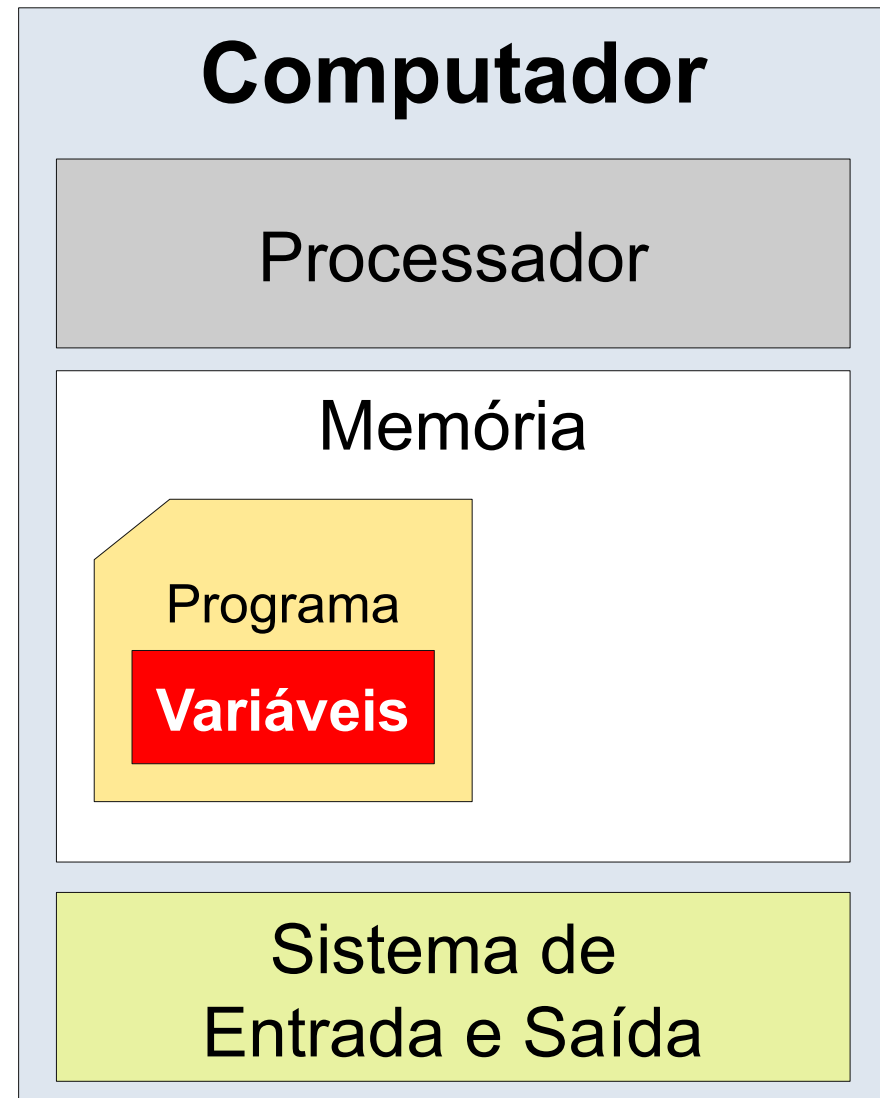 Computador
Processador
Memória
Programa
Variáveis
Sistema de
Entrada e Saída